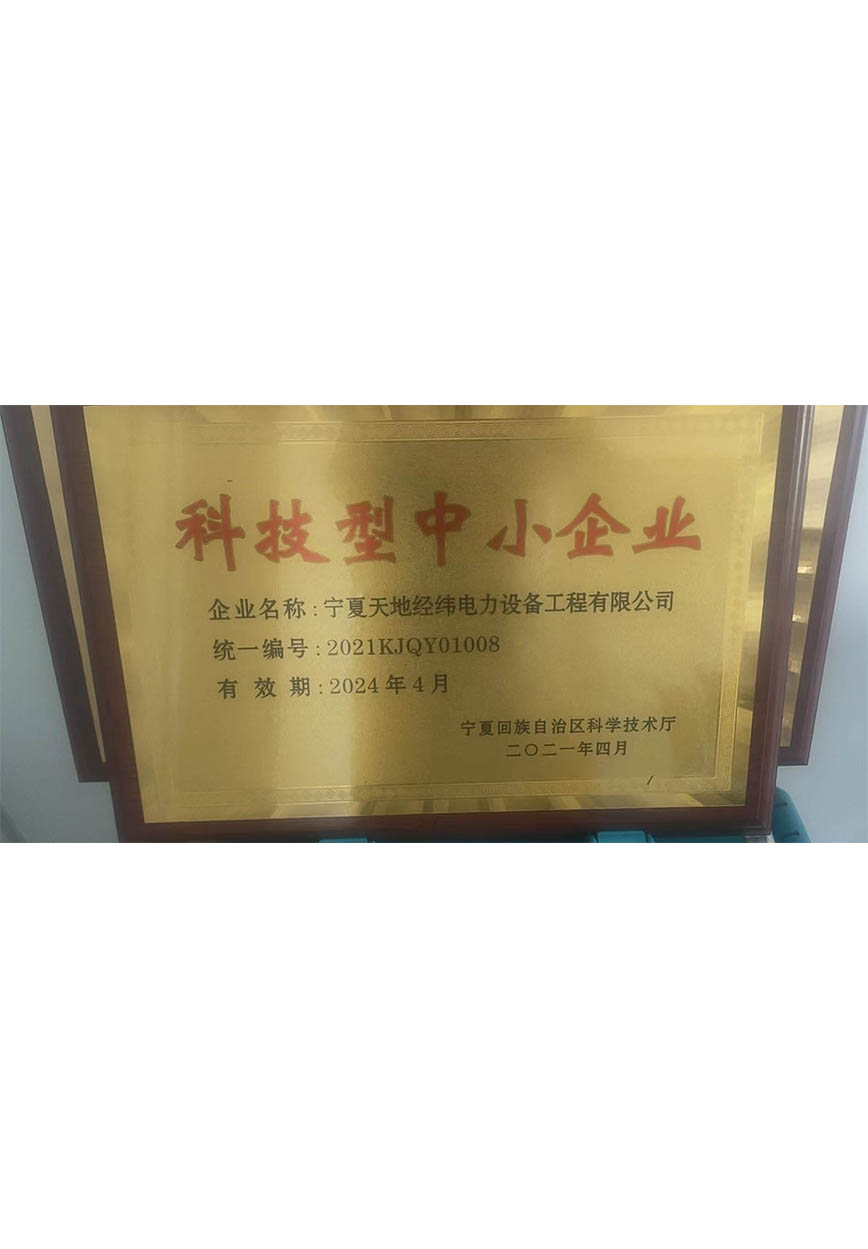 科技型中小企业
企业名称:宁夏天地经纬电力设备工程有限公司
统一编号:2021KJQY01008
有 效 期:2024年4月
宁夏回族自治区科学技术厅
二〇二一年四月